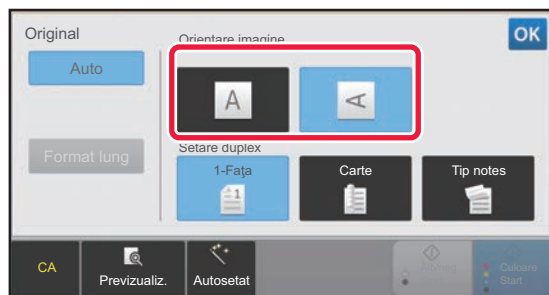 Original
Orientare imagine
OK
Auto
A
A
Format lung
Setare duplex
1-Faţa
Carte
Tip notes
1
CA
Previzualiz.
Autosetat
Culoare
Start